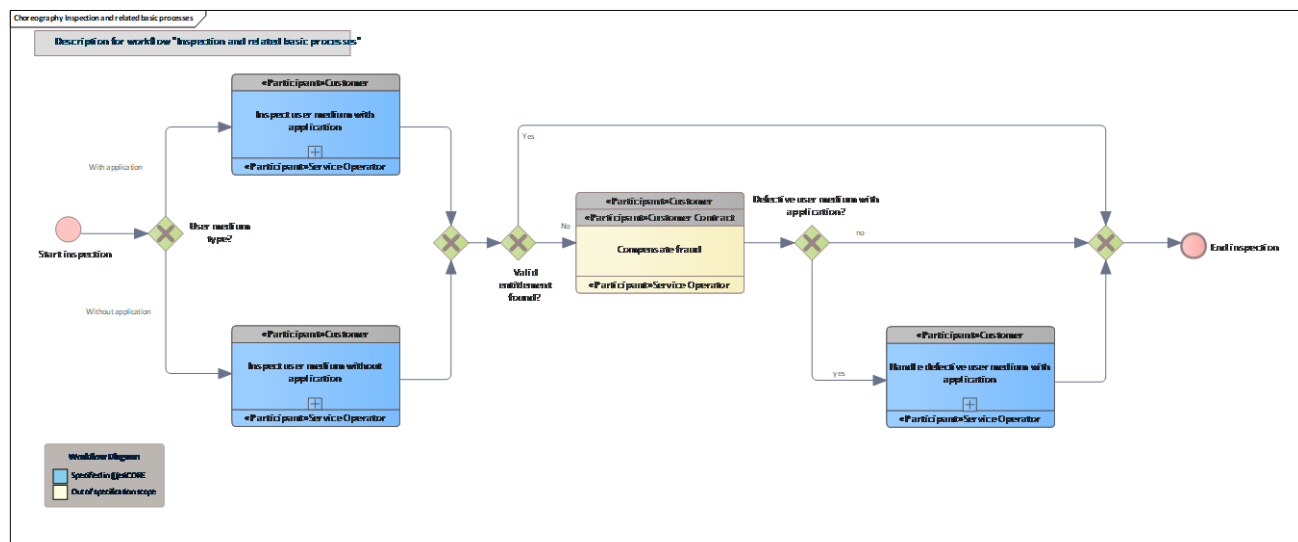 Choreography Inspection and related basic processes
Description for workflow "Inspection and related basic processes"
«Participant»Customer
Inspect user medium with
application
«Participant»Service Operator
With application
Start inspection
User medium
type?
Without application
«Participant»Customer
Inspect user medium without
application
«Participant»Service Operator
Yes
Valid
entitlement
found?
No
«Participant»Customer
«Participant»Customer Contract
Compensate fraud
«Participant»Service Operator
Defective user medium with
application?
no
yes
«Participant»Customer
Handle defective user medium with
application
«Participant»Service Operator
End inspection
Workflow Diagram
Specified in
Out of specification scope